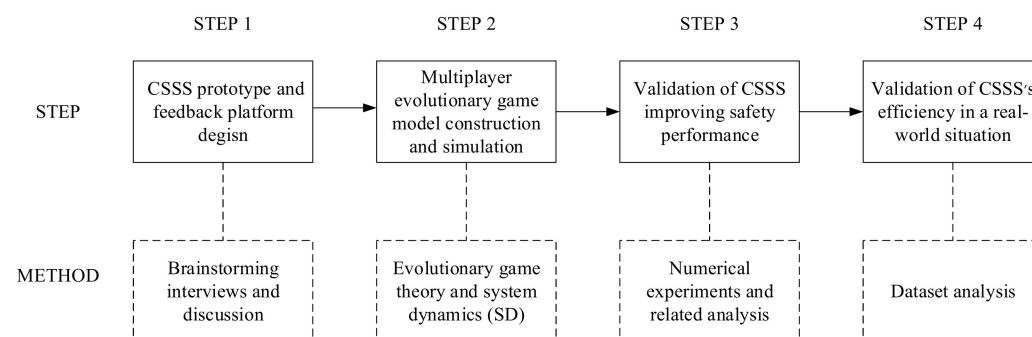 STEP 1
STEP 2
STEP 3
STEP 4
STEP
CSSS prototype and
feedback platform
degisn
Multiplayer
evolutionary game
model construction
and simulation
Validation of CSSS
improving safety
performance
Validation of CSSS's
efficiency in a real-
world situation
METHOD
Brainstorming
interviews and
discussion
Evolutionary game
theory and system
dynamics (SD)
Numerical
experiments and
related analysis
Dataset analysis